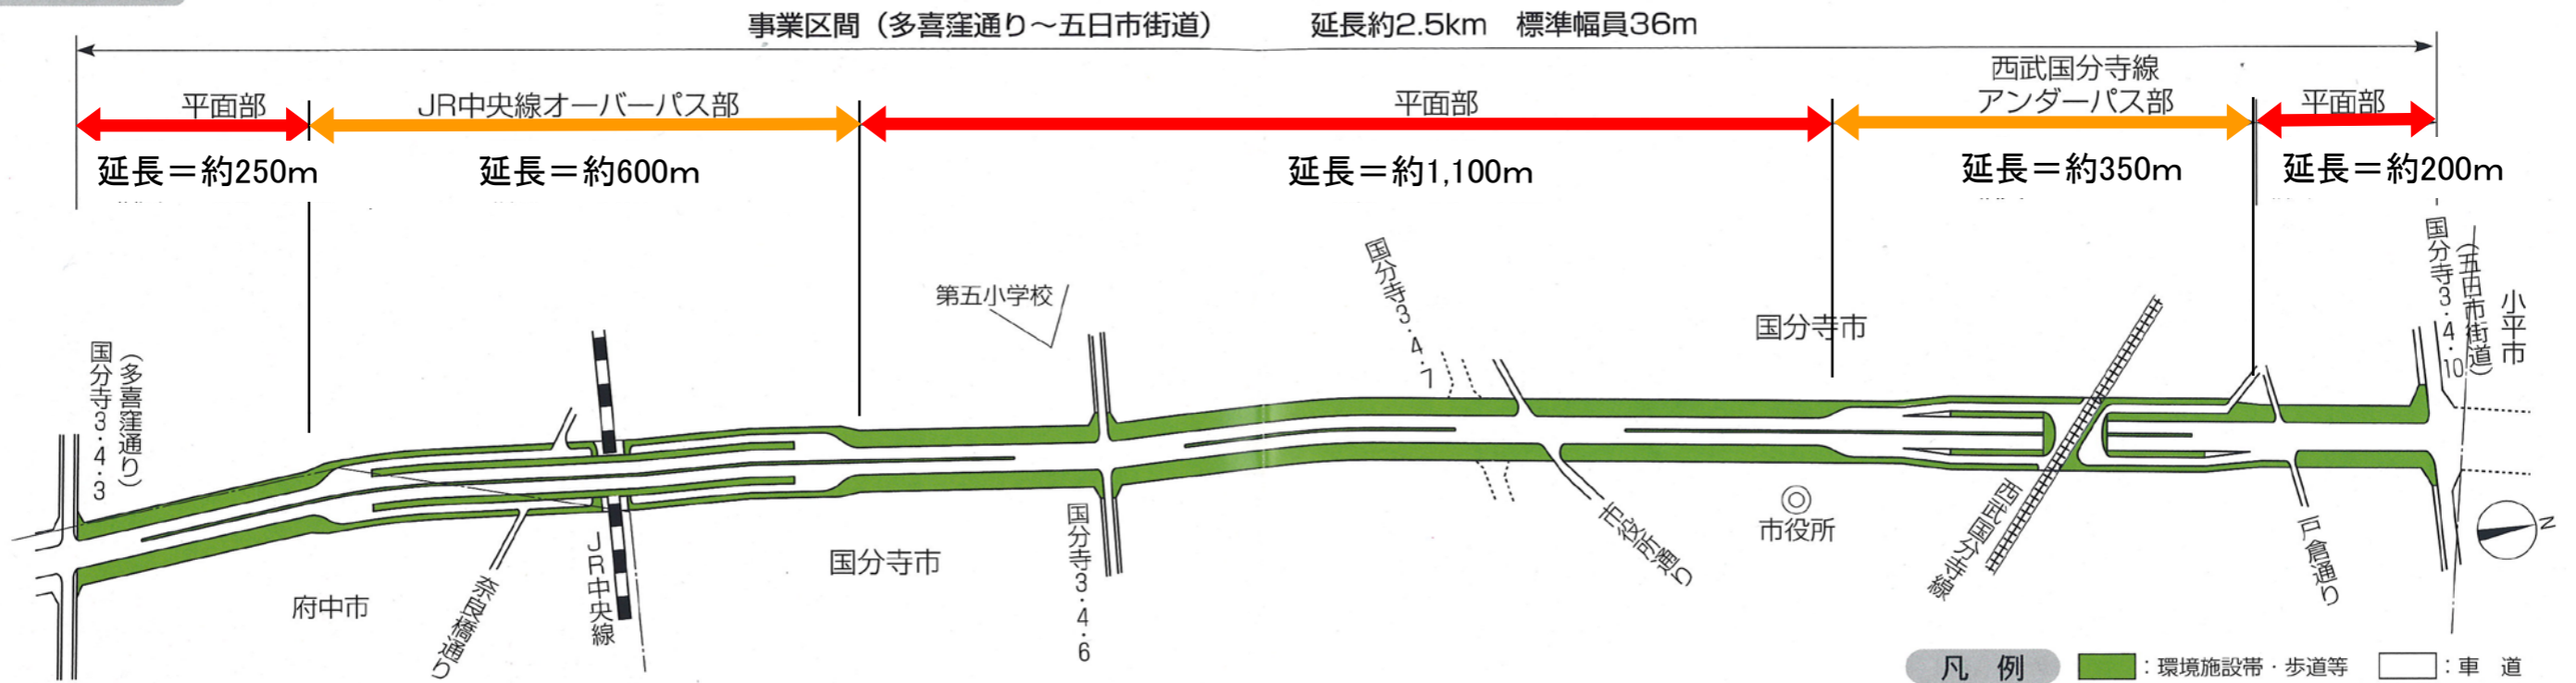 事業区間（多喜窪通り～五日市街道）　延長約2.5km　標準幅員36m
平面部
延長＝約250m
JR中央線オーバーパス部
延長＝約600m
平面部
延長＝約1,100m
西武国分寺線
アンダーパス部
延長＝約350m
平面部
延長＝約200m
国分寺3・4・3
（多喜窪通り）
府中市
奈良橋通り
JR中央線
国分寺市
第五小学校
国分寺3・4・6
国分寺3・4・7
市役所通り
国分寺市
市役所
西武国分寺線
戸倉通り
国分寺3・4・10
（五日市街道）
小平市
N
凡例
：環境施設帯・歩道等
：車道